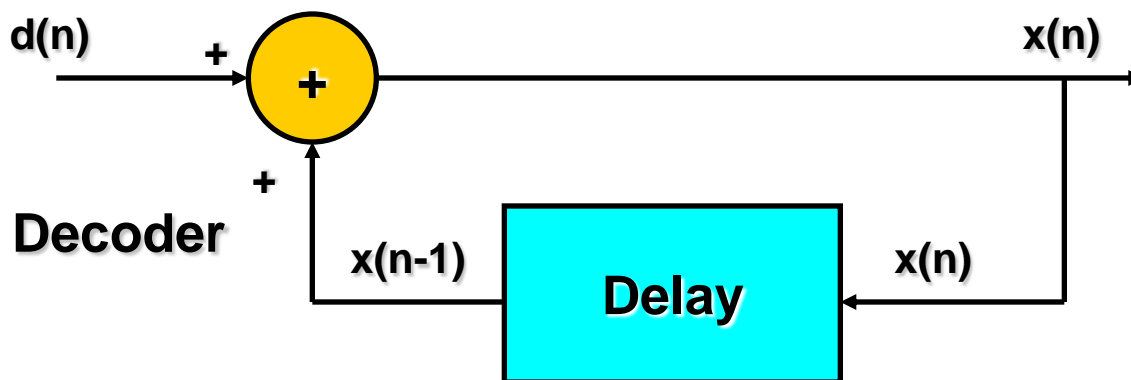 d(n)
x(n)
+
+
+
Decoder
x(n-1)
x(n)
Delay